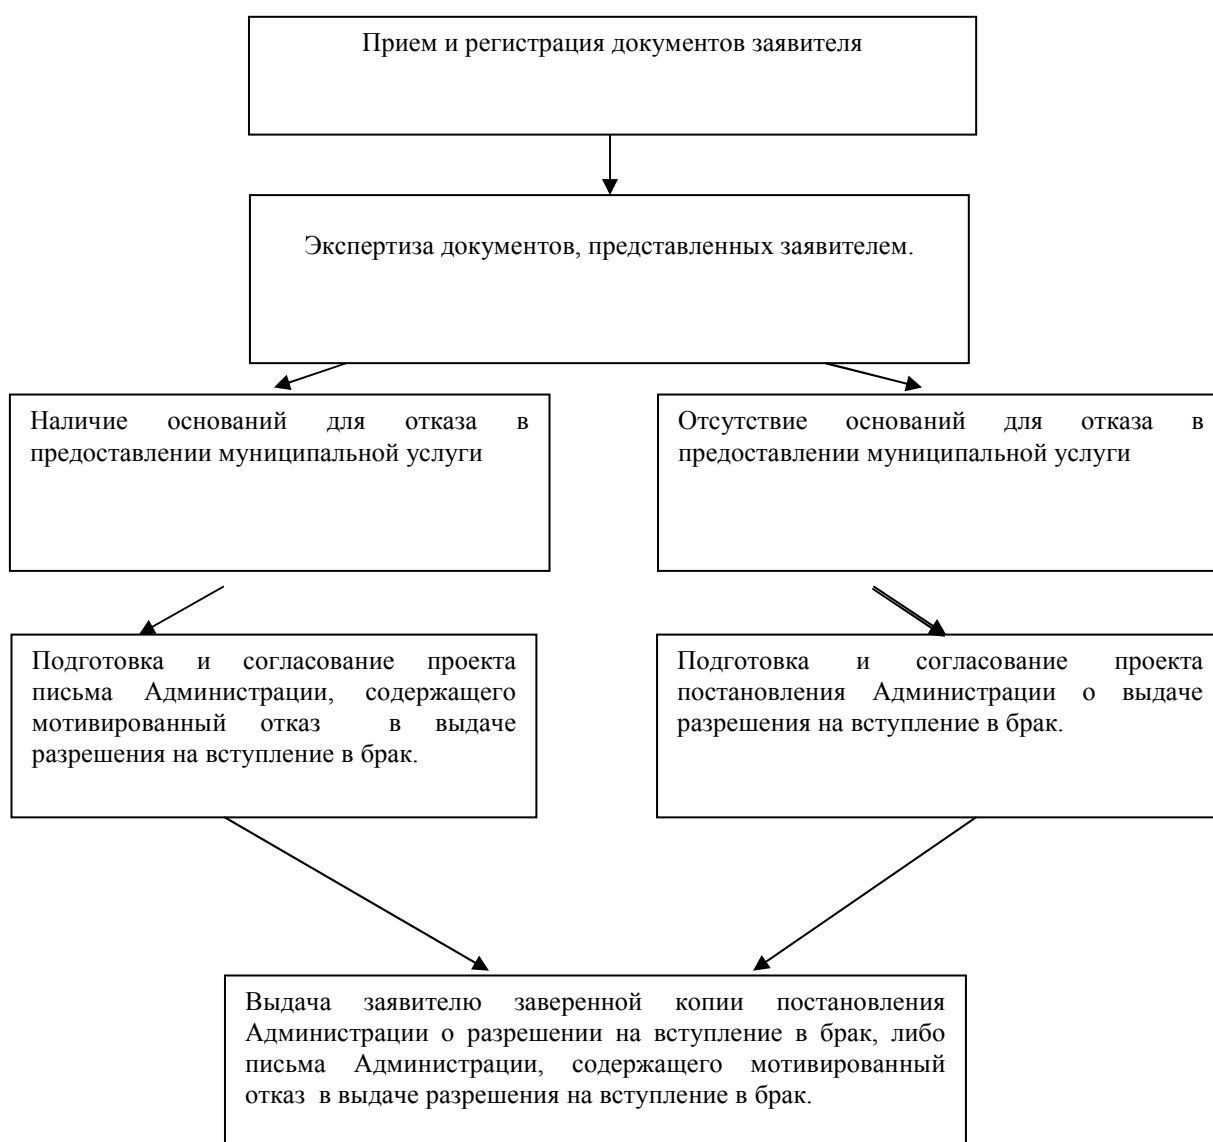 Прием и регистрация документов заявителя
Экспертиза документов, представленных заявителем.
Наличие оснований для отказа в
предоставлении муниципальной услуги
Отсутствие оснований для отказа в
предоставлении муниципальной услуги
Подготовка и согласование проекта
письма Администрации, содержащего
мотивированный отказ в выдаче
разрешения на вступление в брак.
Подготовка и согласование проекта
постановления Администрации о выдаче
разрешения на вступление в брак.
Выдача заявителю заверенной копии постановления
Администрации о разрешении на вступление в брак, либо
письма Администрации, содержащего мотивированный
отказ в выдаче разрешения на вступление в брак.